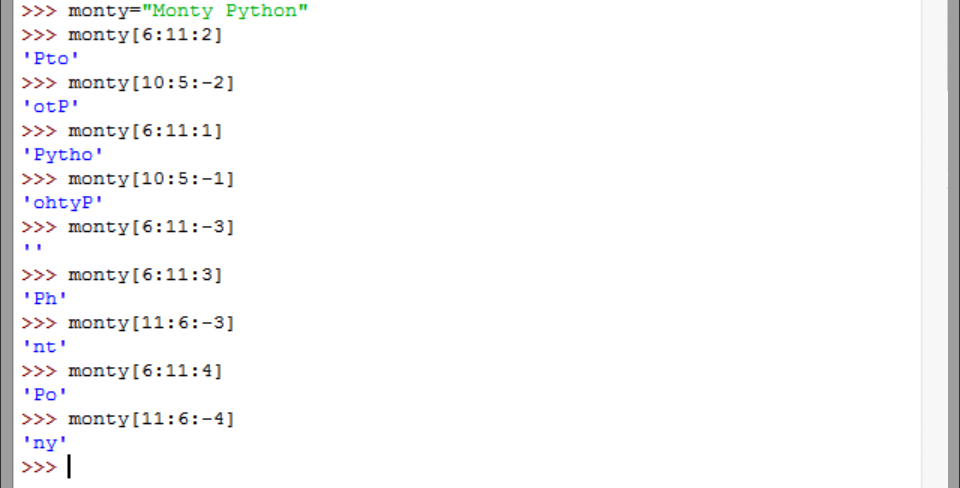 >>> monty="Monty Python"
>>> monty[6:11:2]
'Pto'
>>> monty[10:5:-2]
'otP'
>>> monty[6:11:1]
'Pytho'
>>> monty[10:5:-1]
'ohtyP'
>>> monty[6:11:-3]
''
>>> monty[6:11:3]
'Ph'
>>> monty[11:6:-3]
'nt'
>>> monty[6:11:4]
'Po'
>>> monty[11:6:-4]
'ny'
>>>